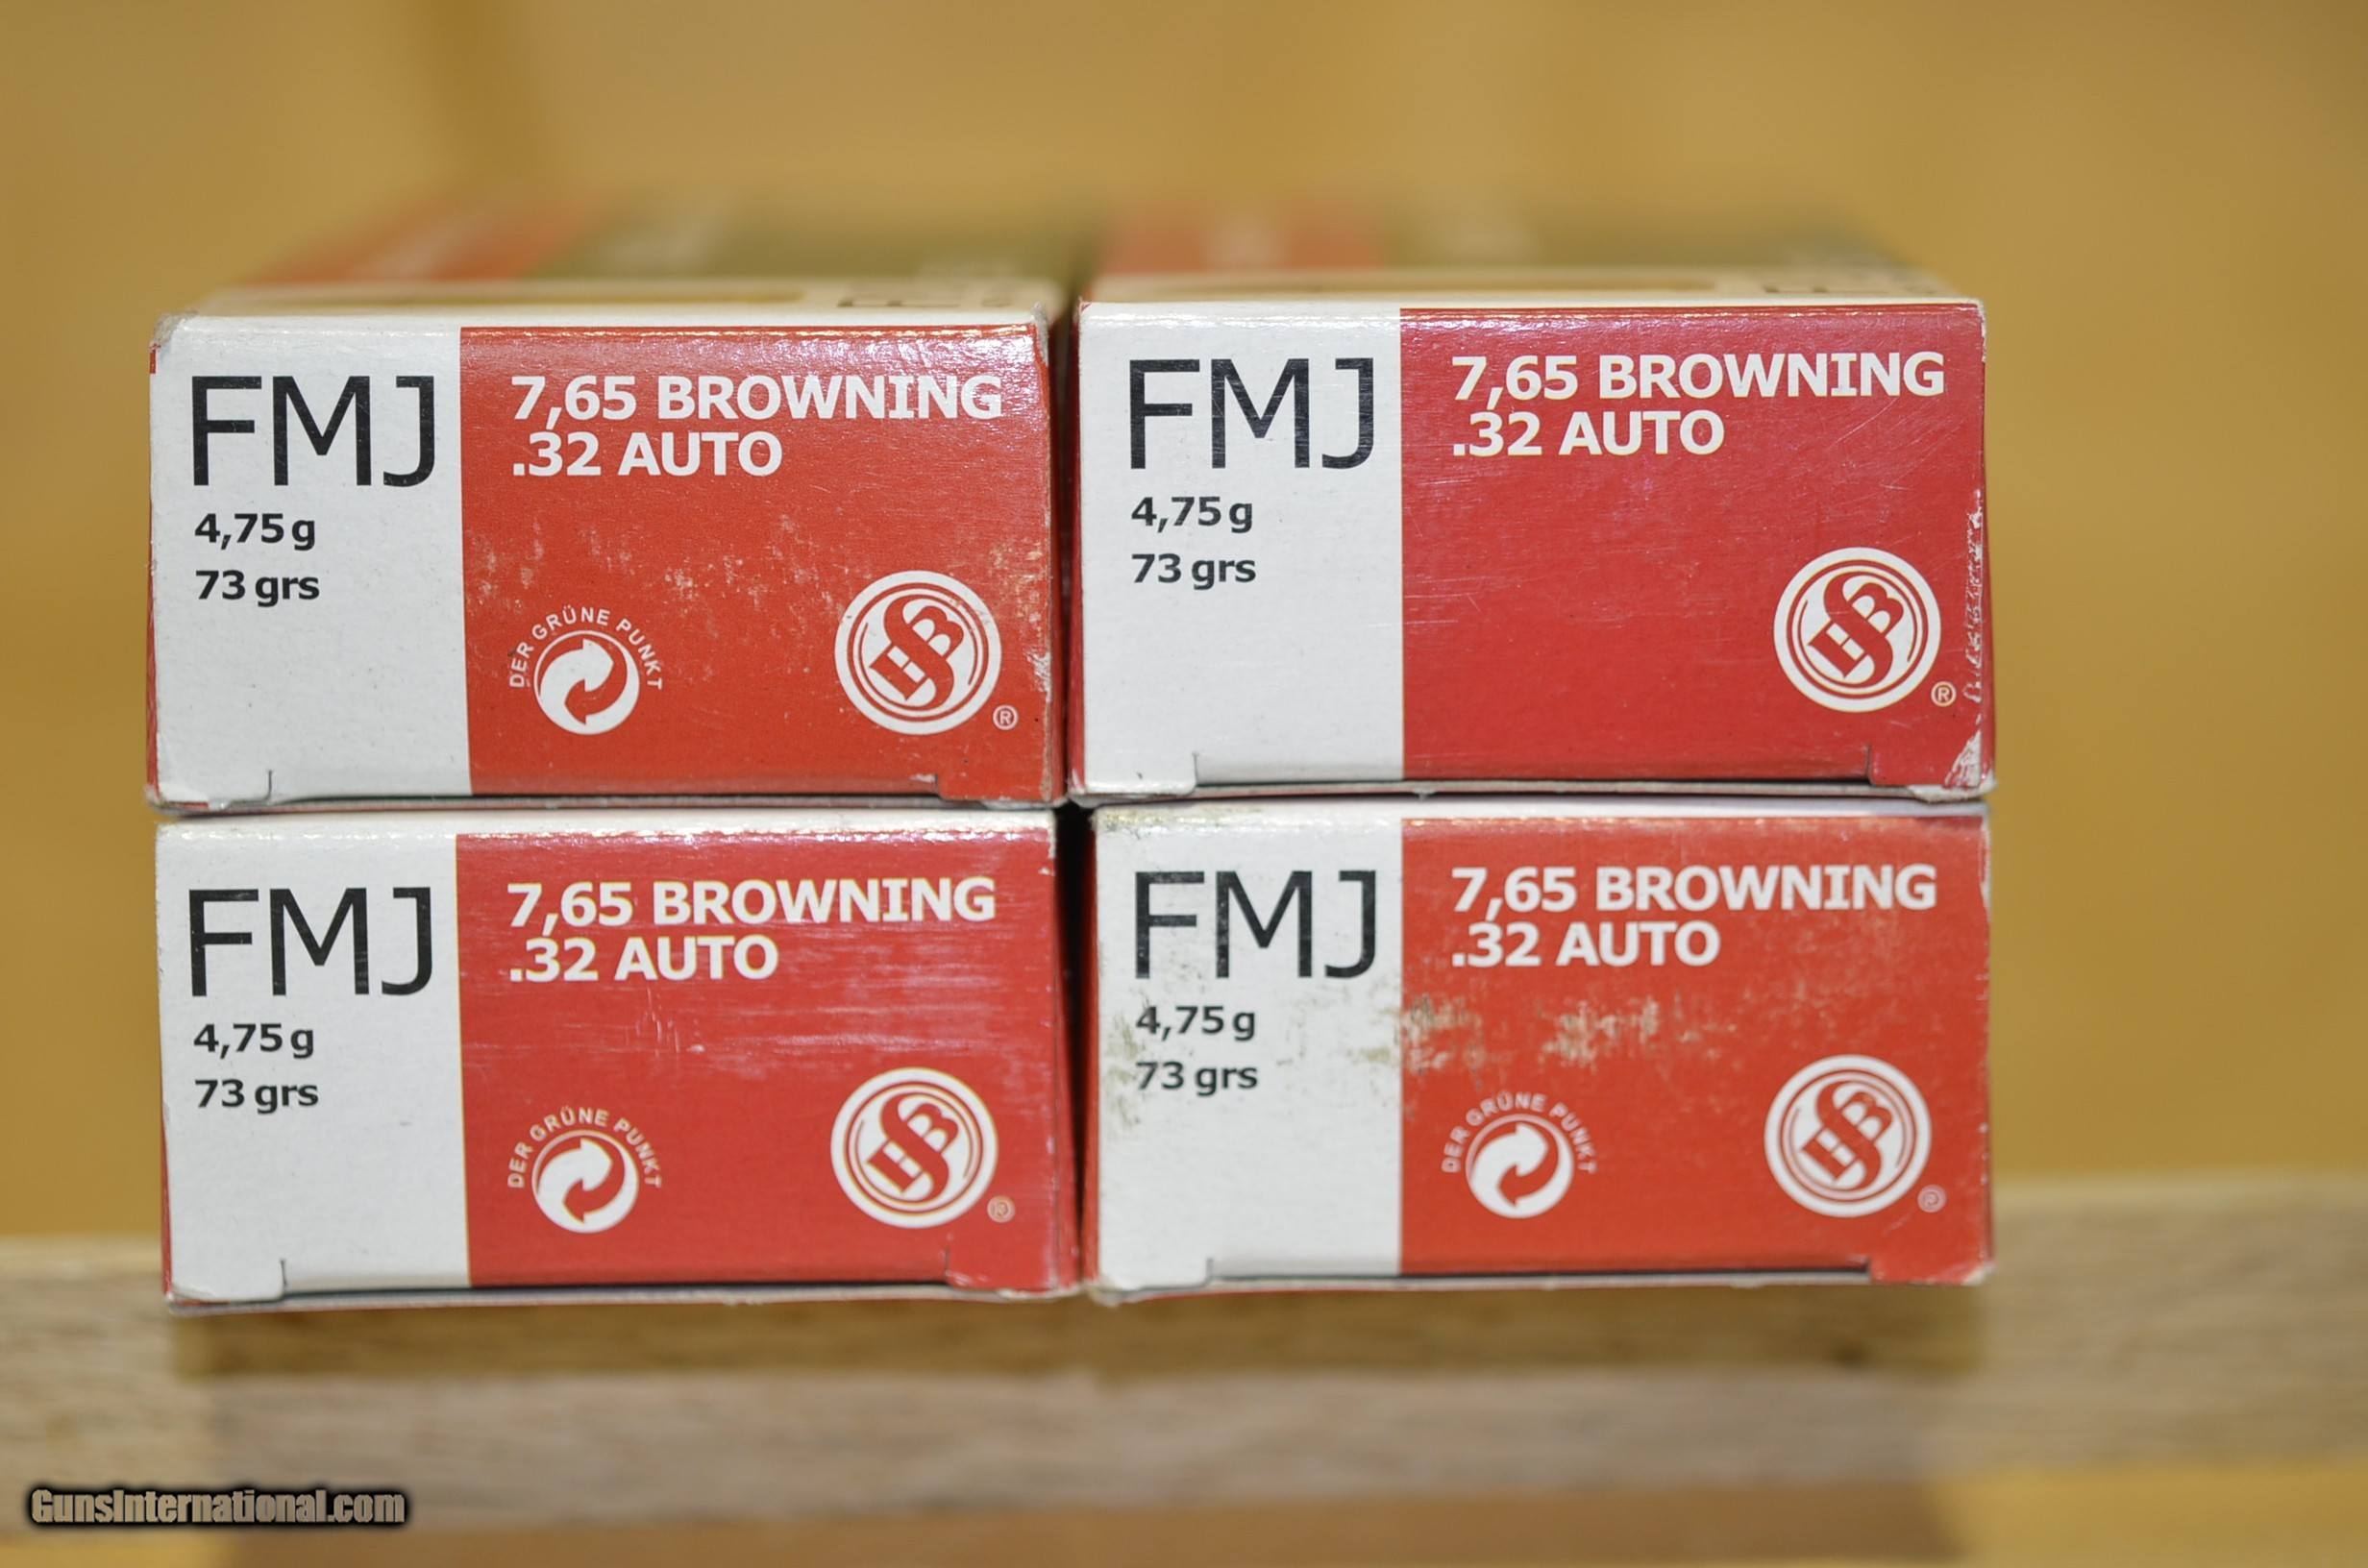 FMJ
4,75 g
73 grs
7,65 BROWNING
.32 AUTO
DER GRÜNE PUNKT
S&B
®
FMJ
4,75 g
73 grs
7,65 BROWNING
.32 AUTO
S&B
®
FMJ
4,75 g
73 grs
7,65 BROWNING
.32 AUTO
DER GRÜNE PUNKT
S&B
®
FMJ
4,75 g
73 grs
7,65 BROWNING
.32 AUTO
DER GRÜNE PUNKT
S&B
®
GunsInternational.com